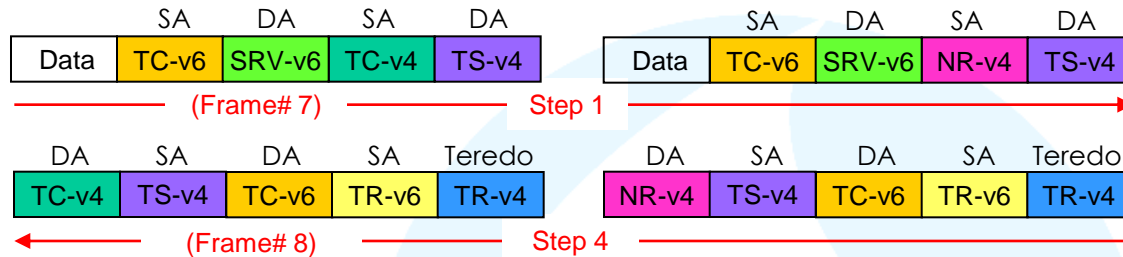 SA DA SA DA SA DA SA DA
Data TC-v6 SRV-v6 TC-v4 TS-v4 Data TC-v6 SRV-v6 NR-v4 TS-v4
(Frame# 7) Step 1
DA SA DA SA Teredo DA SA DA SA Teredo
TC-v4 TS-v4 TC-v6 TR-v6 TR-v4 NR-v4 TS-v4 TC-v6 TR-v6 TR-v4
(Frame# 8) Step 4